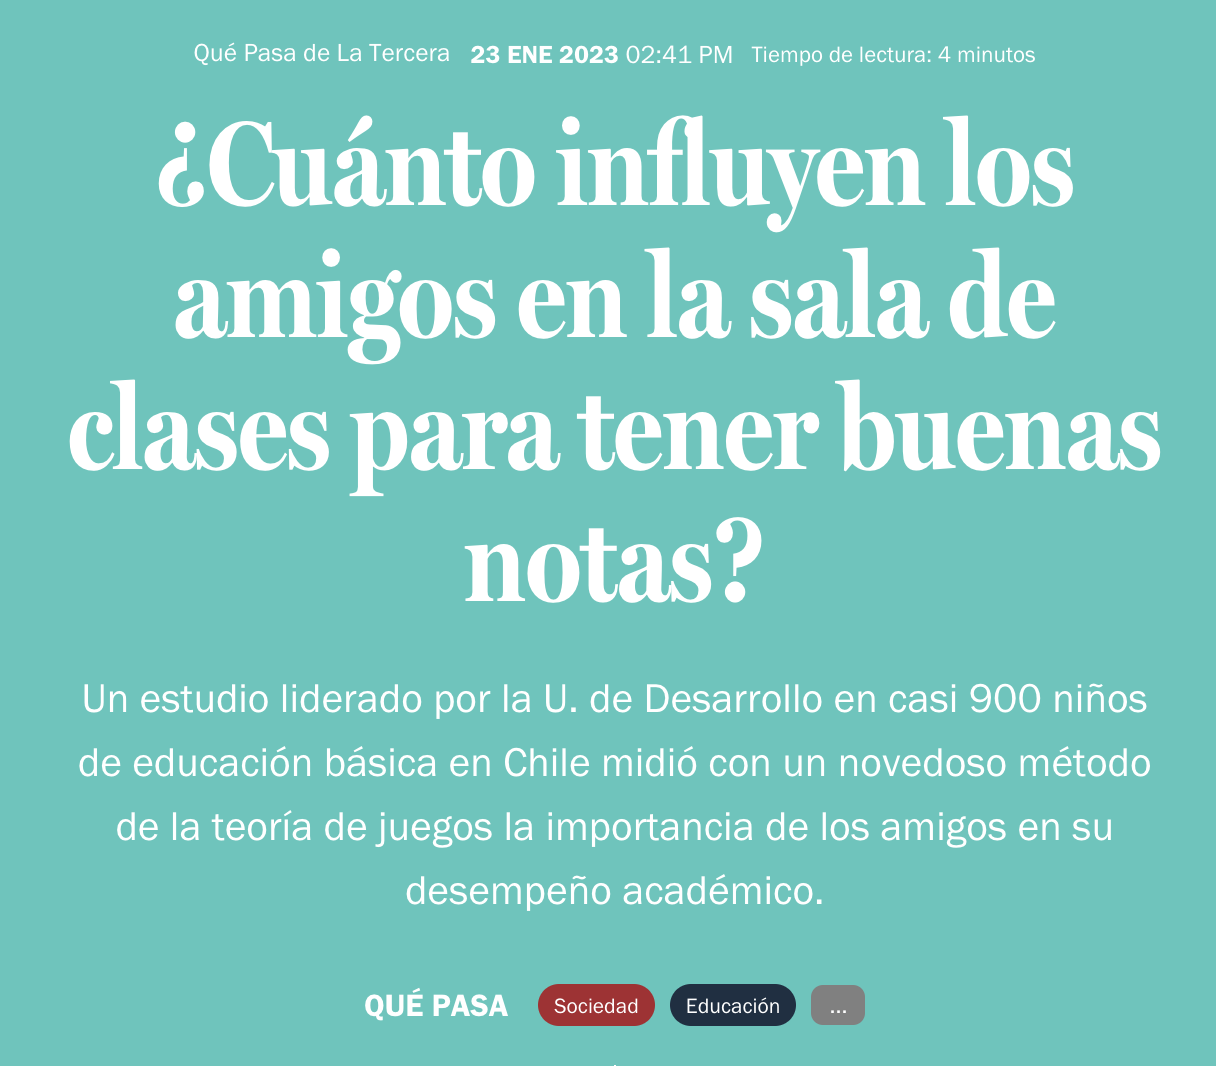 Qué Pasa de La Tercera 23 ENE 2023 02:41 PM Tiempo de lectura: 4 minutos
¿Cuánto influyen los
amigos en la sala de
clases para tener buenas
notas?
Un estudio liderado por la U. de Desarrollo en casi 900 niños
de educación básica en Chile midió con un novedoso método
de la teoría de juegos la importancia de los amigos en su
desempeño académico.
QUÉ PASA Sociedad Educación ...